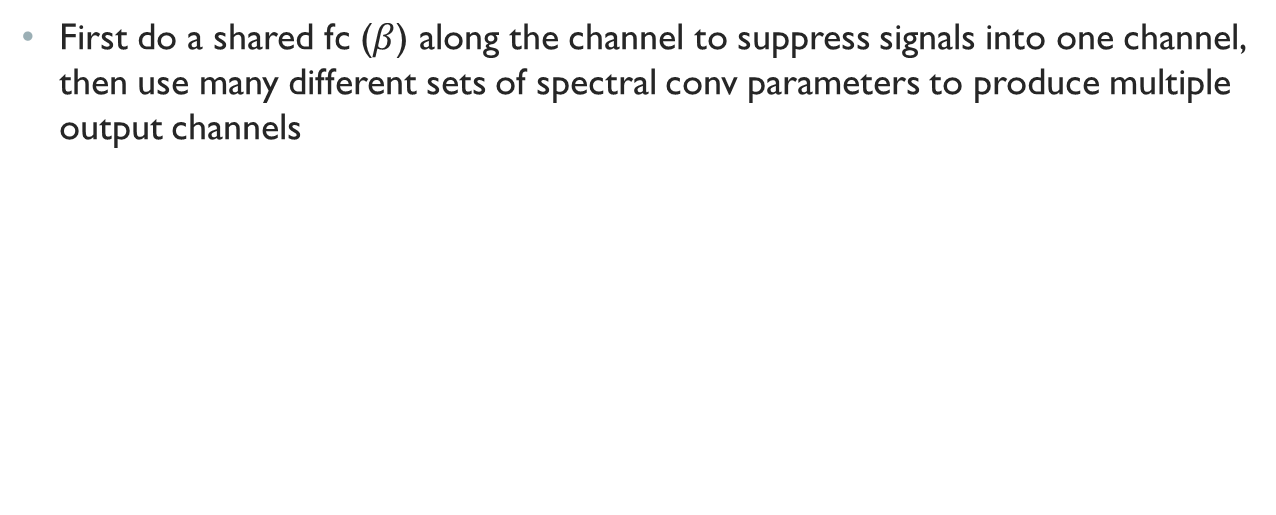 • First do a shared fc (β) along the channel to suppress signals into one channel,
then use many different sets of spectral conv parameters to produce multiple
output channels